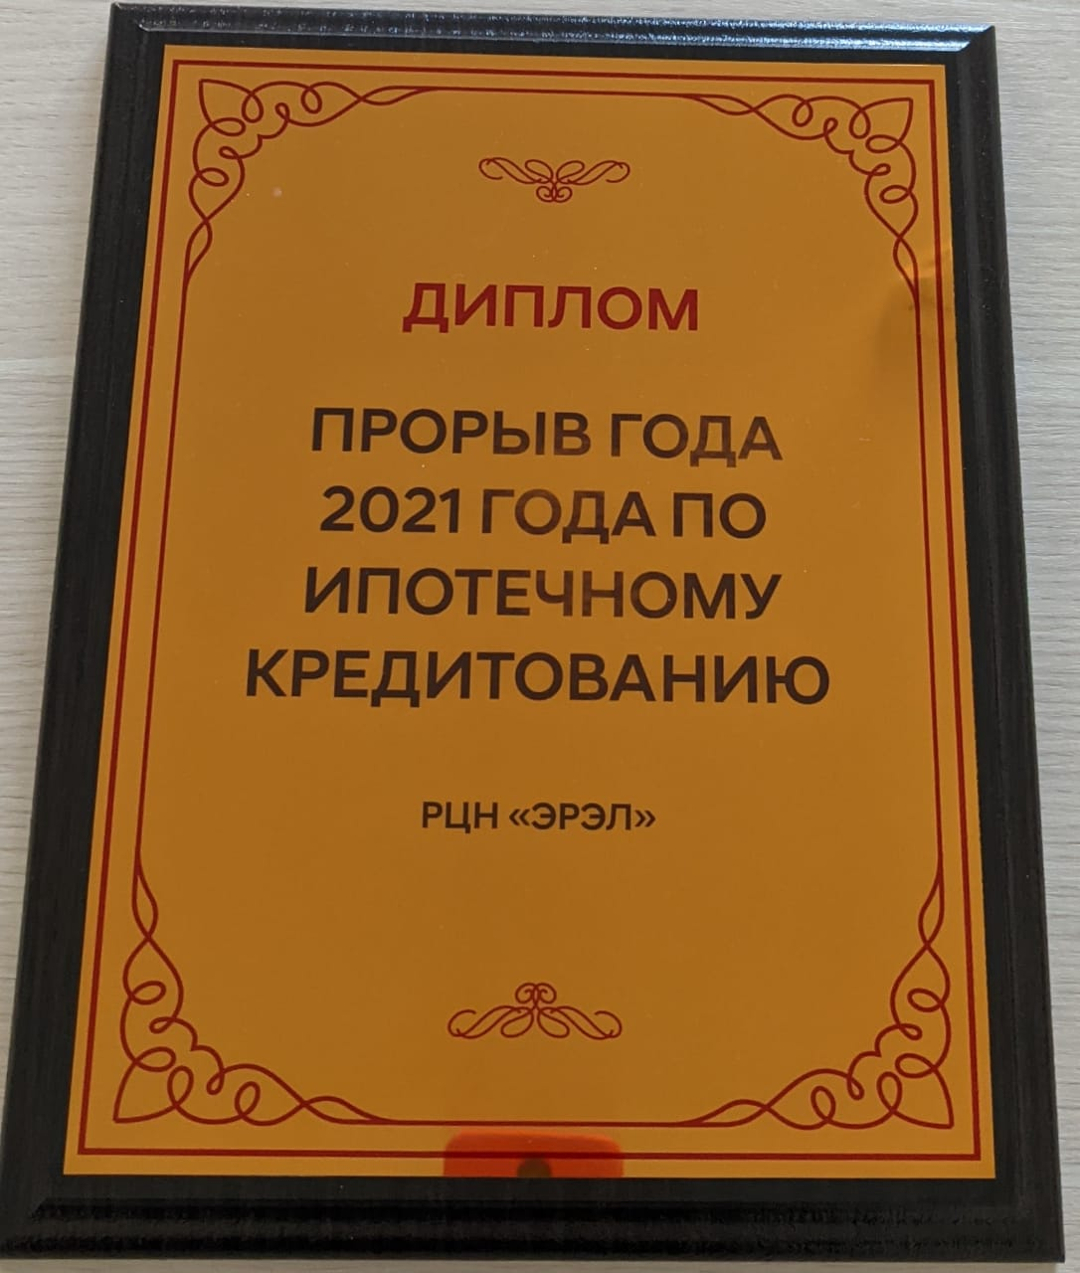 ДИПЛОМ
ПРОРЫВ ГОДА
2021 ГОДА ПО
ИПОТЕЧНОМУ
КРЕДИТОВАНИЮ
РЦН «ЭРЭЛ»